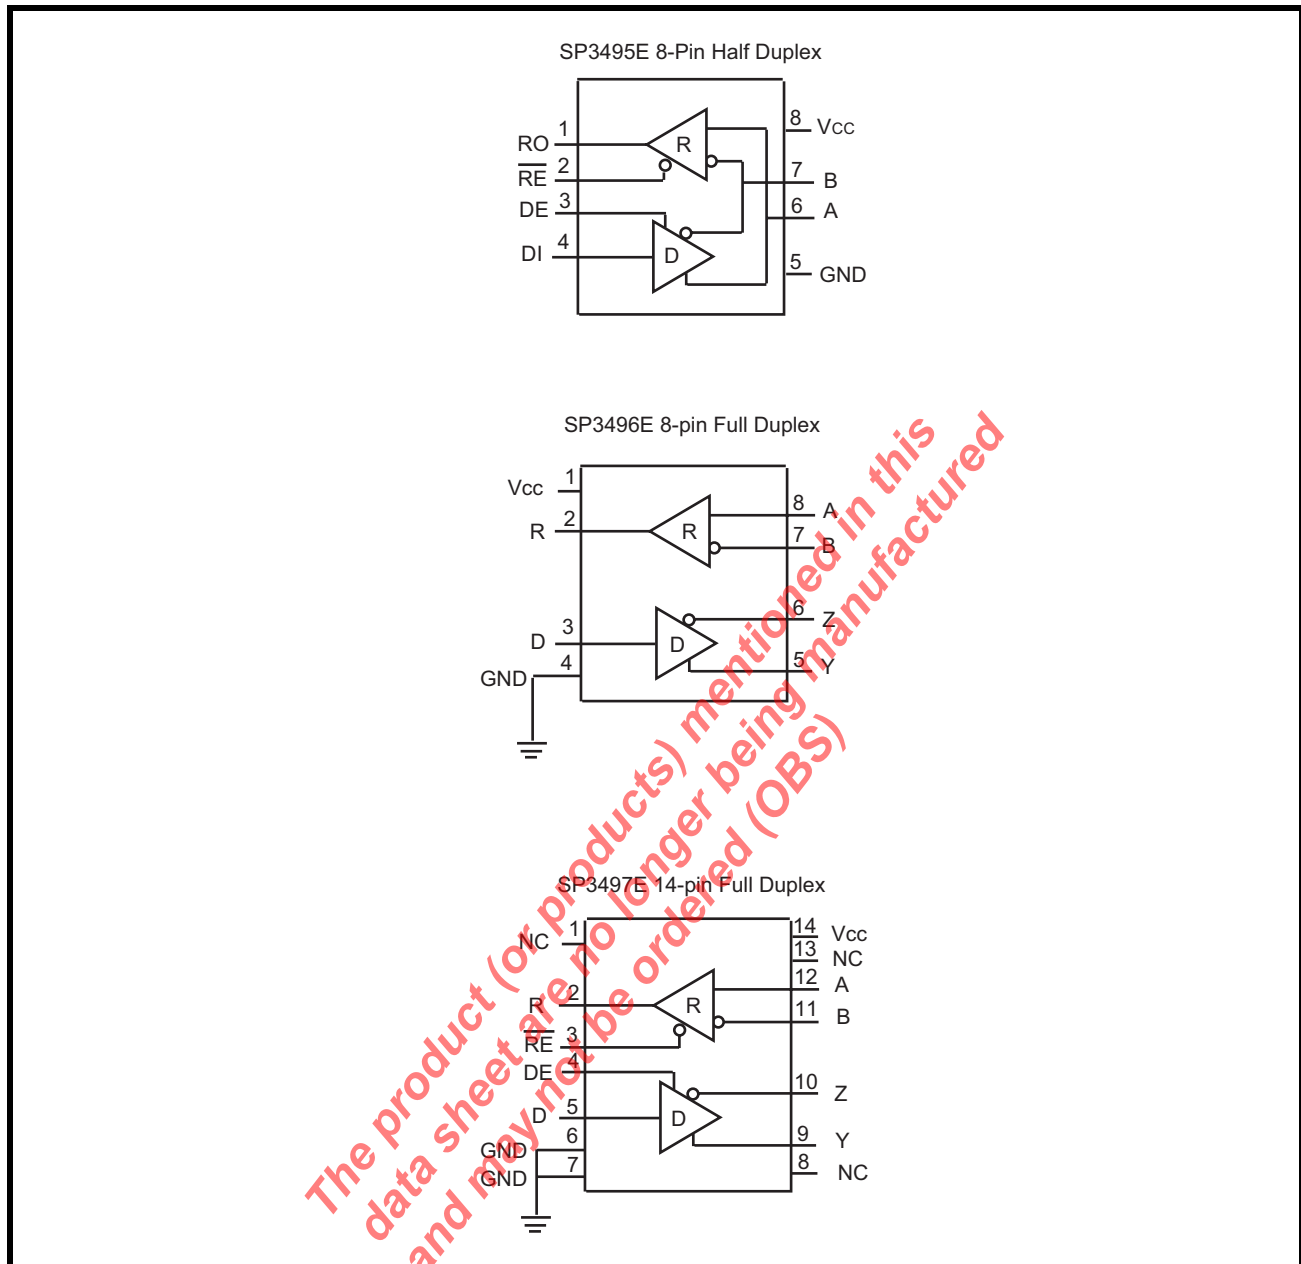 SP3495E 8-Pin Half Duplex
RO 1
RE 2
DE 3
DI 4
R
D
8 Vcc
7 B
6 A
5 GND
SP3496E 8-pin Full Duplex
Vcc 1
R 2
D 3
GND 4
R
D
8 A
7 B
6 Z
5 Y
SP3497E 14-pin Full Duplex
NC 1
R 2
RE 3
DE 4
D 5
GND 6
GND 7
R
D
14 Vcc
13 NC
12 A
11 B
10 Z
9 Y
8 NC
The product (or products) mentioned in this
data sheet are no longer being manufactured
and may not be ordered (OBS)